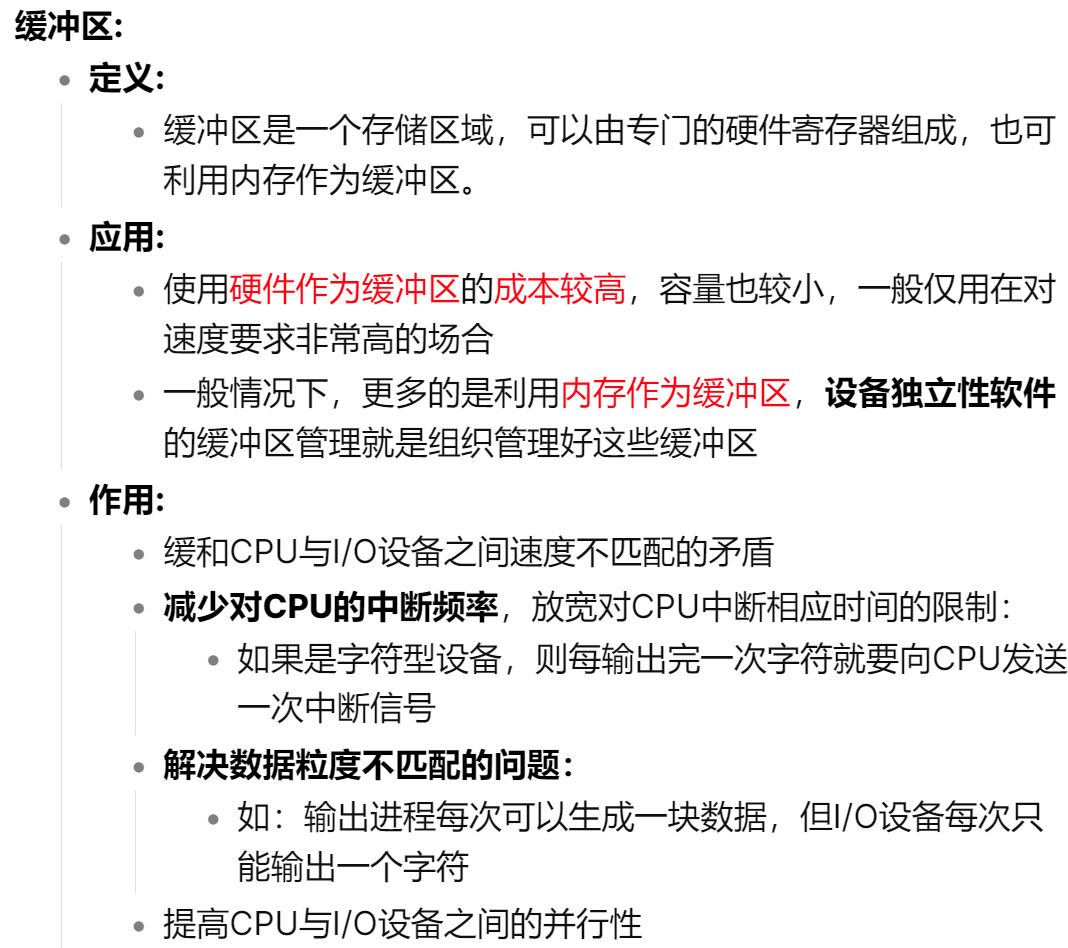 缓冲区:
定义:
缓冲区是一个存储区域，可以由专门的硬件寄存器组成，也可
利用内存作为缓冲区。
应用:
使用硬件作为缓冲区的成本较高，容量也较小，一般仅用在对
速度要求非常高的场合
一般情况下，更多的是利用内存作为缓冲区，设备独立性软件
的缓冲区管理就是组织管理好这些缓冲区
作用:
缓和CPU与I/O设备之间速度不匹配的矛盾
减少对CPU的中断频率，放宽对CPU中断相应时间的限制：
如果是字符型设备，则每输出完一次字符就要向CPU发送
一次中断信号
解决数据粒度不匹配的问题：
如：输出进程每次可以生成一块数据，但I/O设备每次只
能输出一个字符
提高CPU与I/O设备之间的并行性